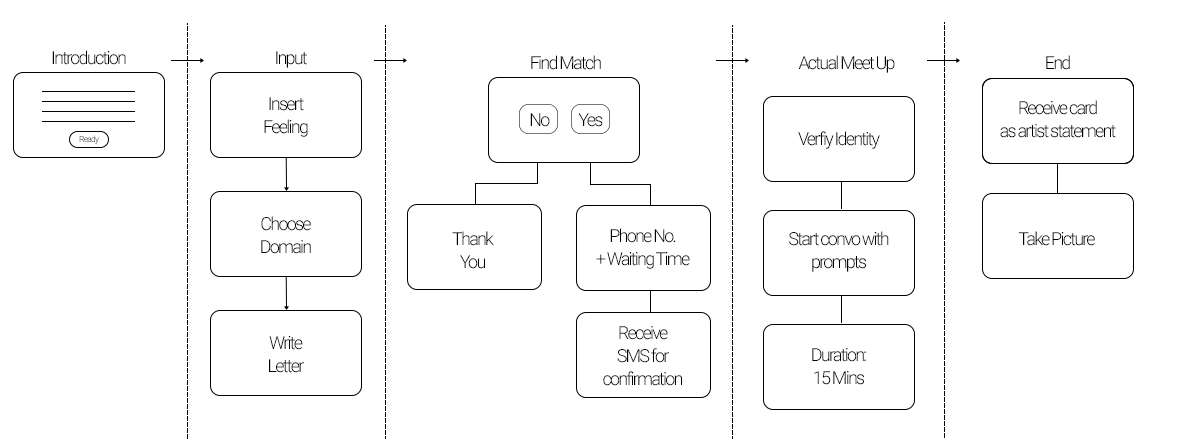 Introduction
Ready
Input
Insert
Feeling
Choose
Domain
Write
Letter
Find Match
No
Yes
Thank
You
Phone No.
+ Waiting Time
Receive
SMS for
confirmation
Actual Meet Up
Verfiy Identity
Start convo with
prompts
Duration:
15 Mins
End
Receive card
as artist statement
Take Picture